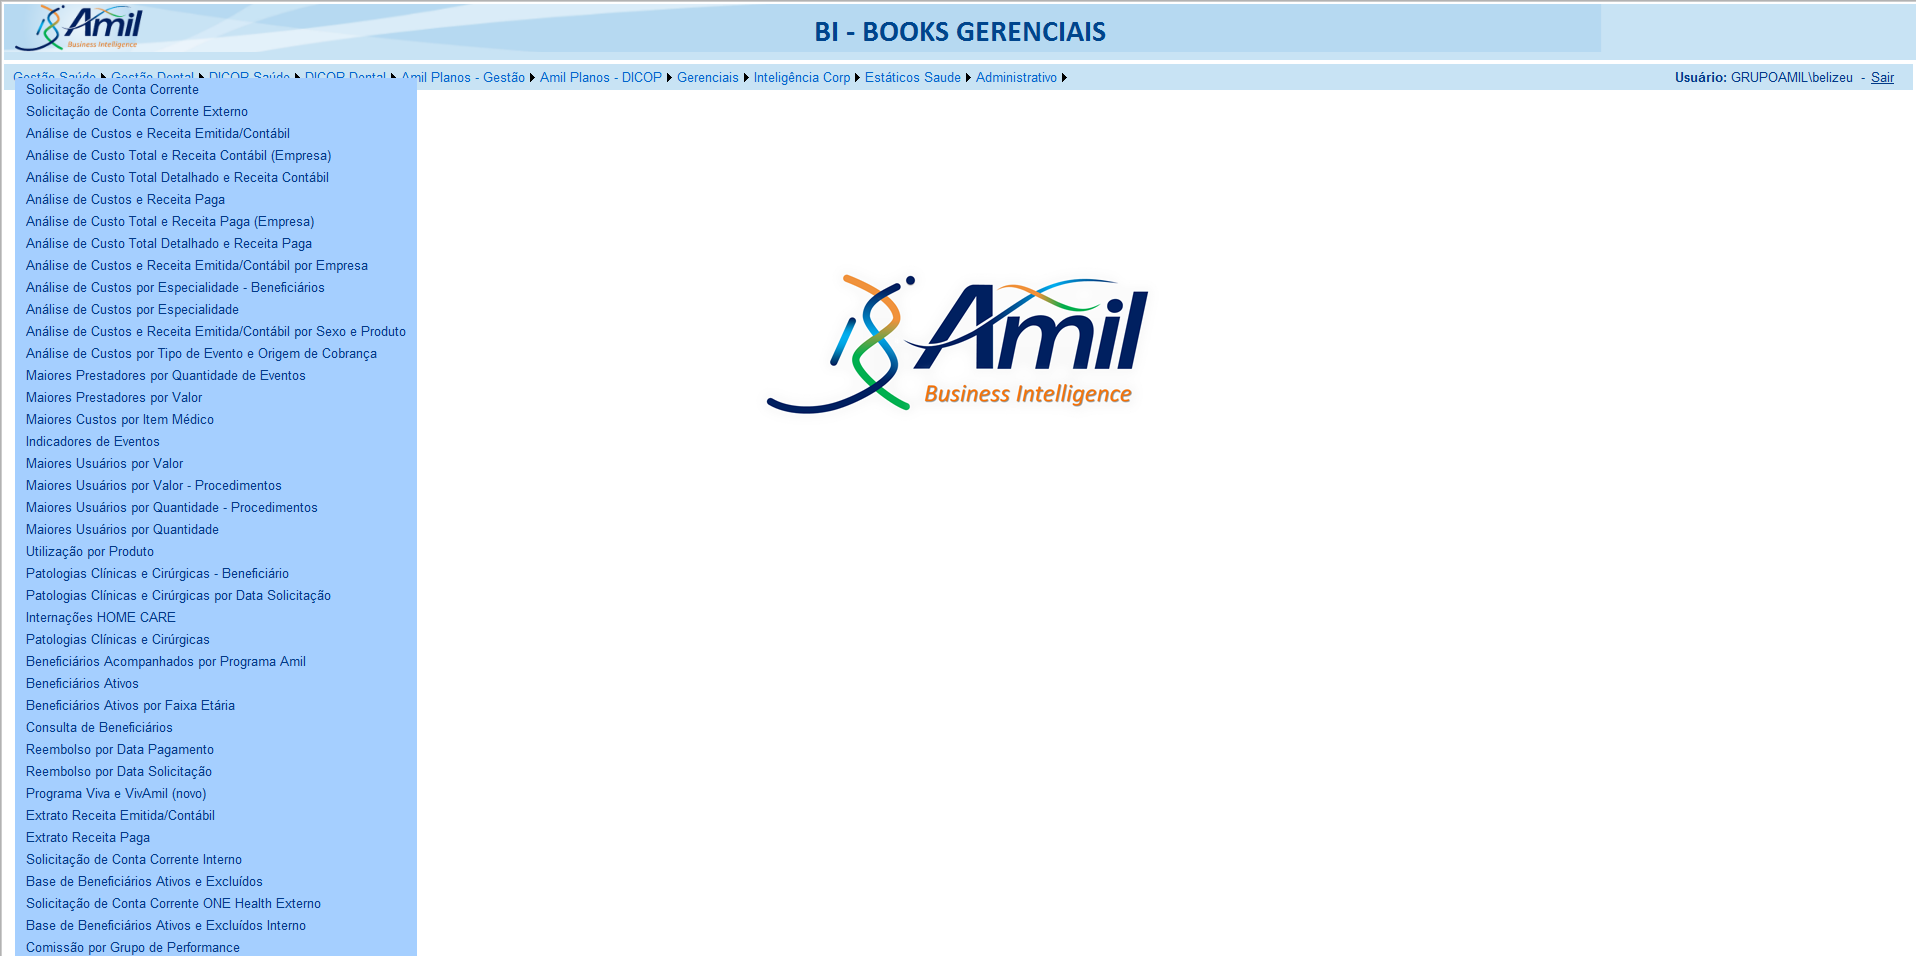 Amil
Business Intelligence
BI - BOOKS GERENCIAIS
Gestão Saúde Gestão Dental DICOP Saúde DICOP Dental Amil Planos - Gestão Amil Planos - DICOP Gerenciais Inteligência Corp Estáticos Saude Administrativo Usuário: GRUPOAMIL\belizeu - Sair
Solicitação de Conta Corrente
Solicitação de Conta Corrente Externo
Análise de Custos e Receita Emitida/Contábil
Análise de Custo Total e Receita Contábil (Empresa)
Análise de Custo Total Detalhado e Receita Contábil
Análise de Custos e Receita Paga
Análise de Custo Total e Receita Paga (Empresa)
Análise de Custo Total Detalhado e Receita Paga
Análise de Custos e Receita Emitida/Contábil por Empresa
Análise de Custos por Especialidade - Beneficiários
Análise de Custos por Especialidade
Análise de Custos e Receita Emitida/Contábil por Sexo e Produto
Análise de Custos por Tipo de Evento e Origem de Cobrança
Maiores Prestadores por Quantidade de Eventos
Maiores Prestadores por Valor
Maiores Custos por Item Médico
Indicadores de Eventos
Maiores Usuários por Valor
Maiores Usuários por Valor - Procedimentos
Maiores Usuários por Quantidade - Procedimentos
Maiores Usuários por Quantidade
Utilização por Produto
Patologias Clínicas e Cirúrgicas - Beneficiário
Patologias Clínicas e Cirúrgicas por Data Solicitação
Internações HOME CARE
Patologias Clínicas e Cirúrgicas
Beneficiários Acompanhados por Programa Amil
Beneficiários Ativos
Beneficiários Ativos por Faixa Etária
Consulta de Beneficiários
Reembolso por Data Pagamento
Reembolso por Data Solicitação
Programa Viva e VivAmil (novo)
Extrato Receita Emitida/Contábil
Extrato Receita Paga
Solicitação de Conta Corrente Interno
Base de Beneficiários Ativos e Excluídos
Solicitação de Conta Corrente ONE Health Externo
Base de Beneficiários Ativos e Excluídos Interno
Comissão por Grupo de Performance
Amil
Business Intelligence